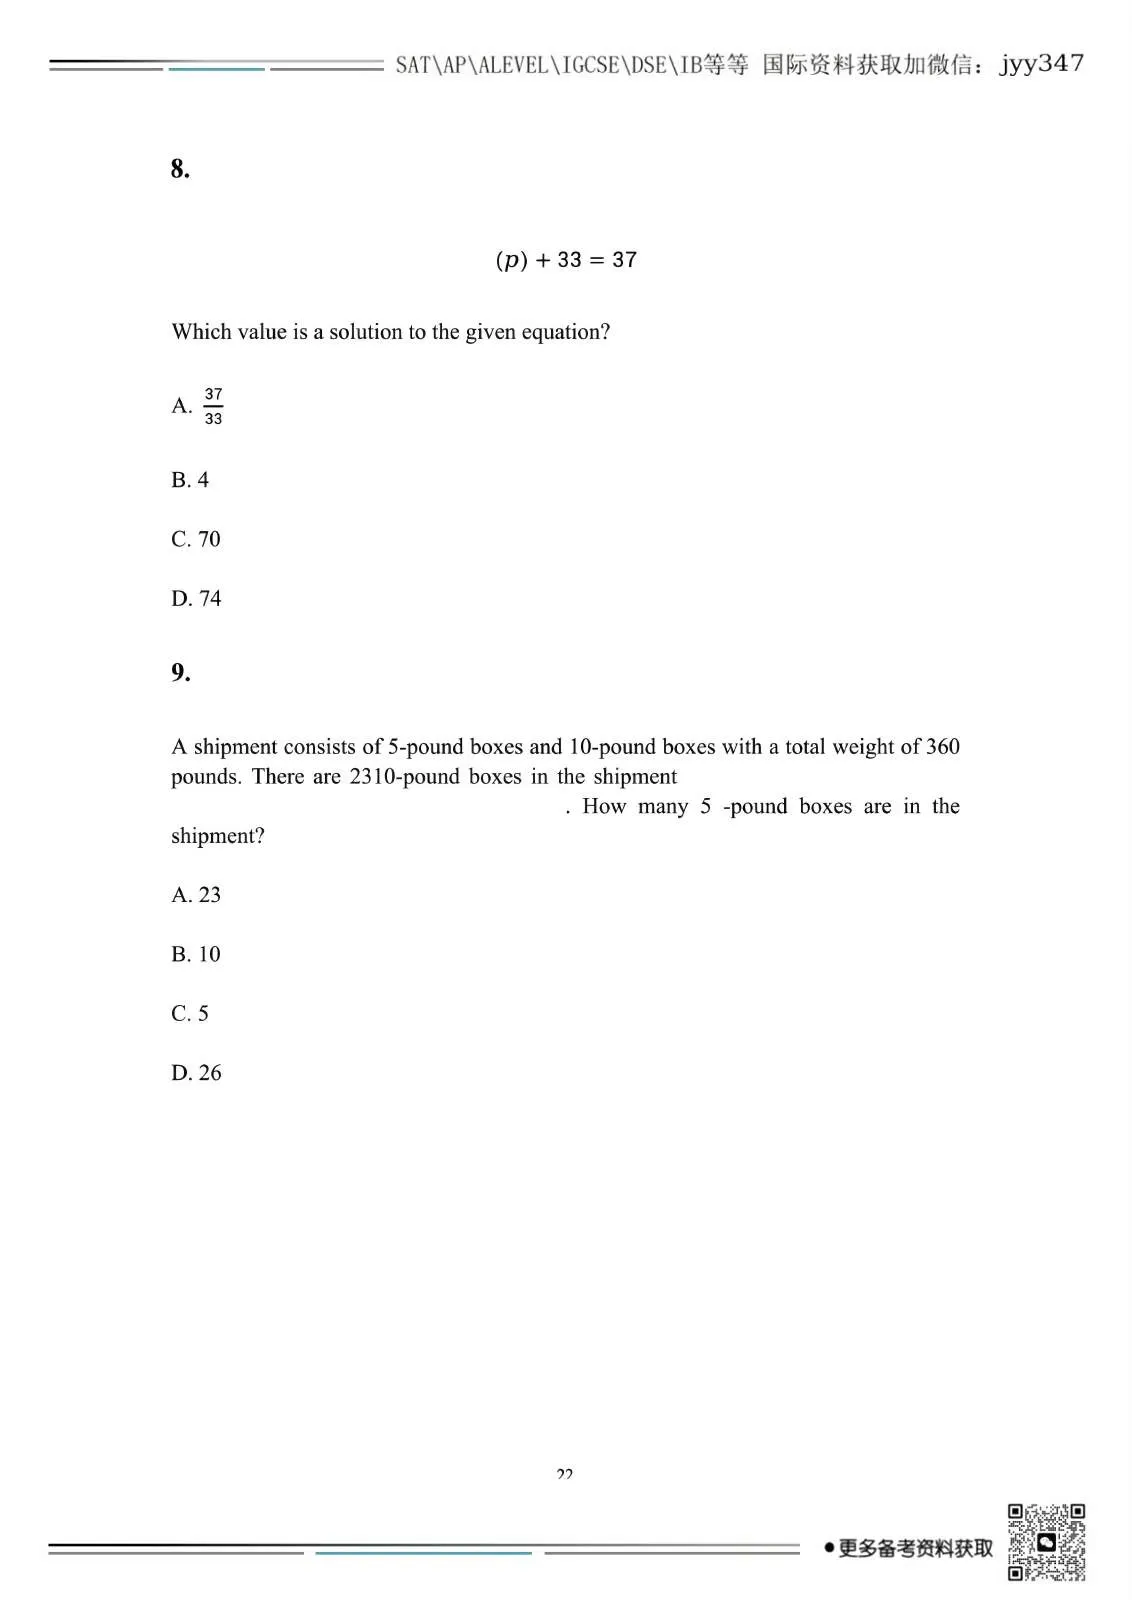 SAT\AP\ALEVEL\IGCSE\DSE\IB等等 国际资料获取加微信: jyy347
8.
(p) + 33 = 37
Which value is a solution to the given equation?
A. 37/33
B. 4
C. 70
D. 74
9.
A shipment consists of 5-pound boxes and 10-pound boxes with a total weight of 360
pounds. There are 2310-pound boxes in the shipment
. How many 5 -pound boxes are in the
shipment?
A. 23
B. 10
C. 5
D. 26
22
●更多备考资料获取